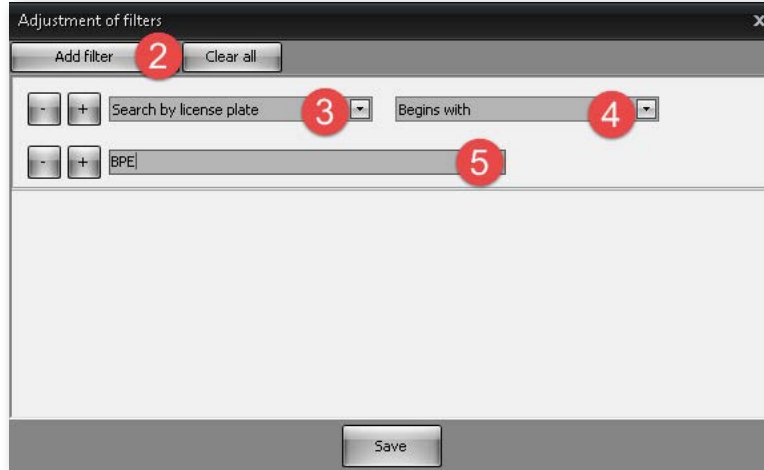 Adjustment of filters x
Add filter 2 Clear all
- + Search by license plate 3 Begins with 4
- + BPE 5
Save